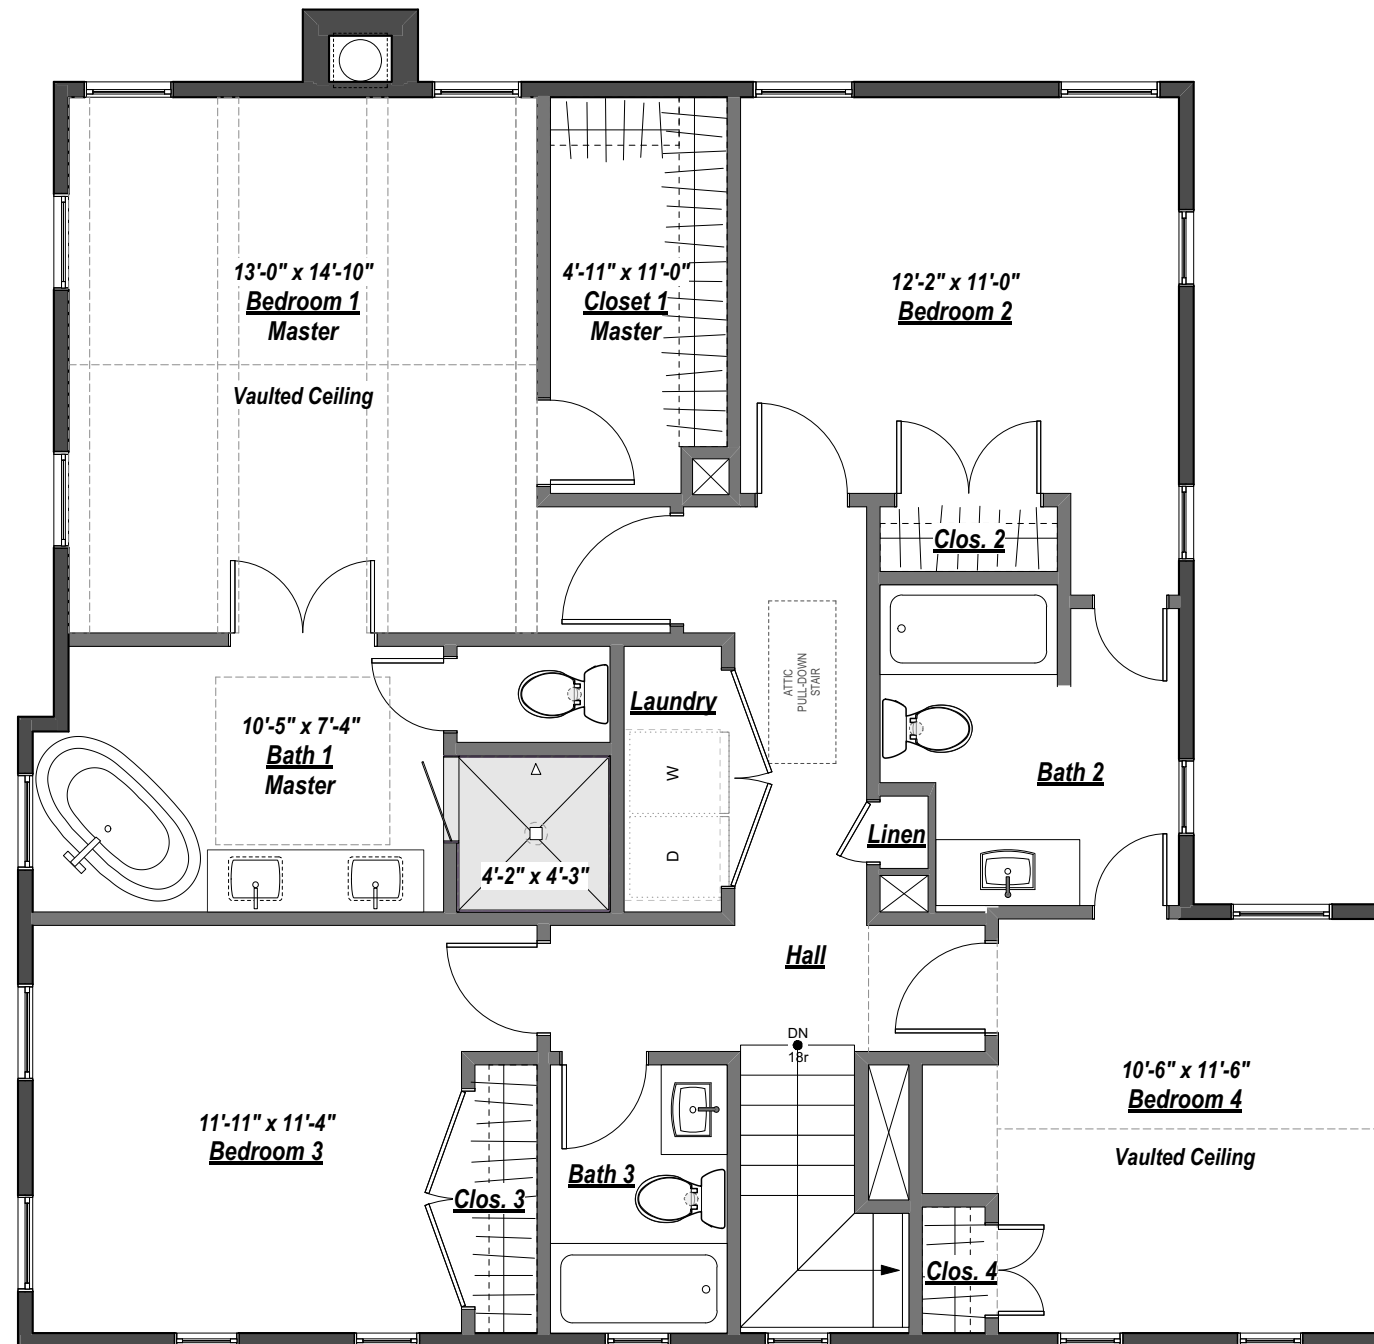 13'-0" x 14'-10"
Bedroom 1
Master
Vaulted Ceiling
4'-11" x 11'-0"
Closet 1
Master
12'-2" x 11'-0"
Bedroom 2
Clos. 2
ATTIC
PULL-DOWN
STAIR
Laundry
W
D
10'-5" x 7'-4"
Bath 1
Master
4'-2" x 4'-3"
Bath 2
Linen
Hall
DN
18r
11'-11" x 11'-4"
Bedroom 3
Clos. 3
Bath 3
10'-6" x 11'-6"
Bedroom 4
Vaulted Ceiling
Clos. 4